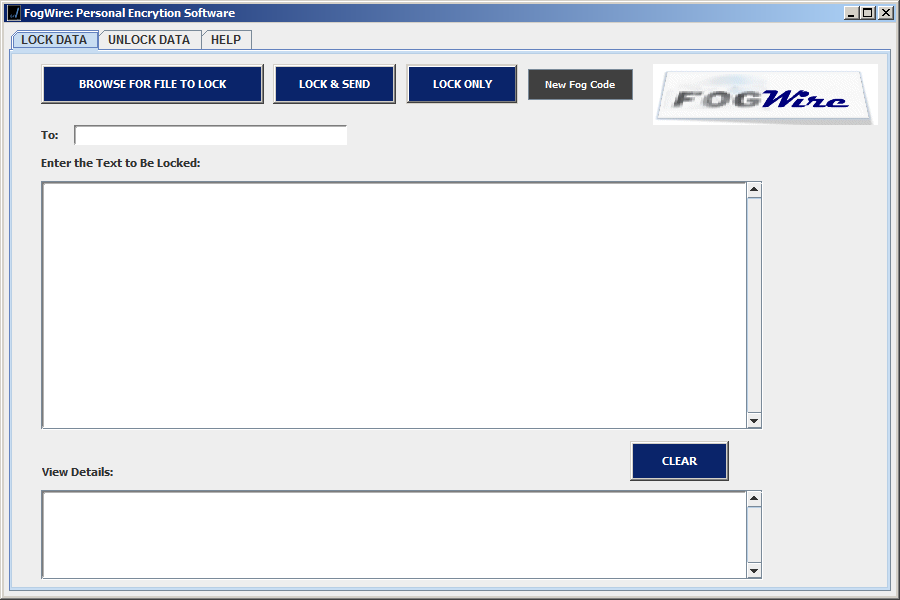 FogWire: Personal Encrytion Software
LOCK DATA UNLOCK DATA HELP
BROWSE FOR FILE TO LOCK LOCK & SEND LOCK ONLY New Fog Code FOGWire
To:
Enter the Text to Be Locked:
CLEAR
View Details: